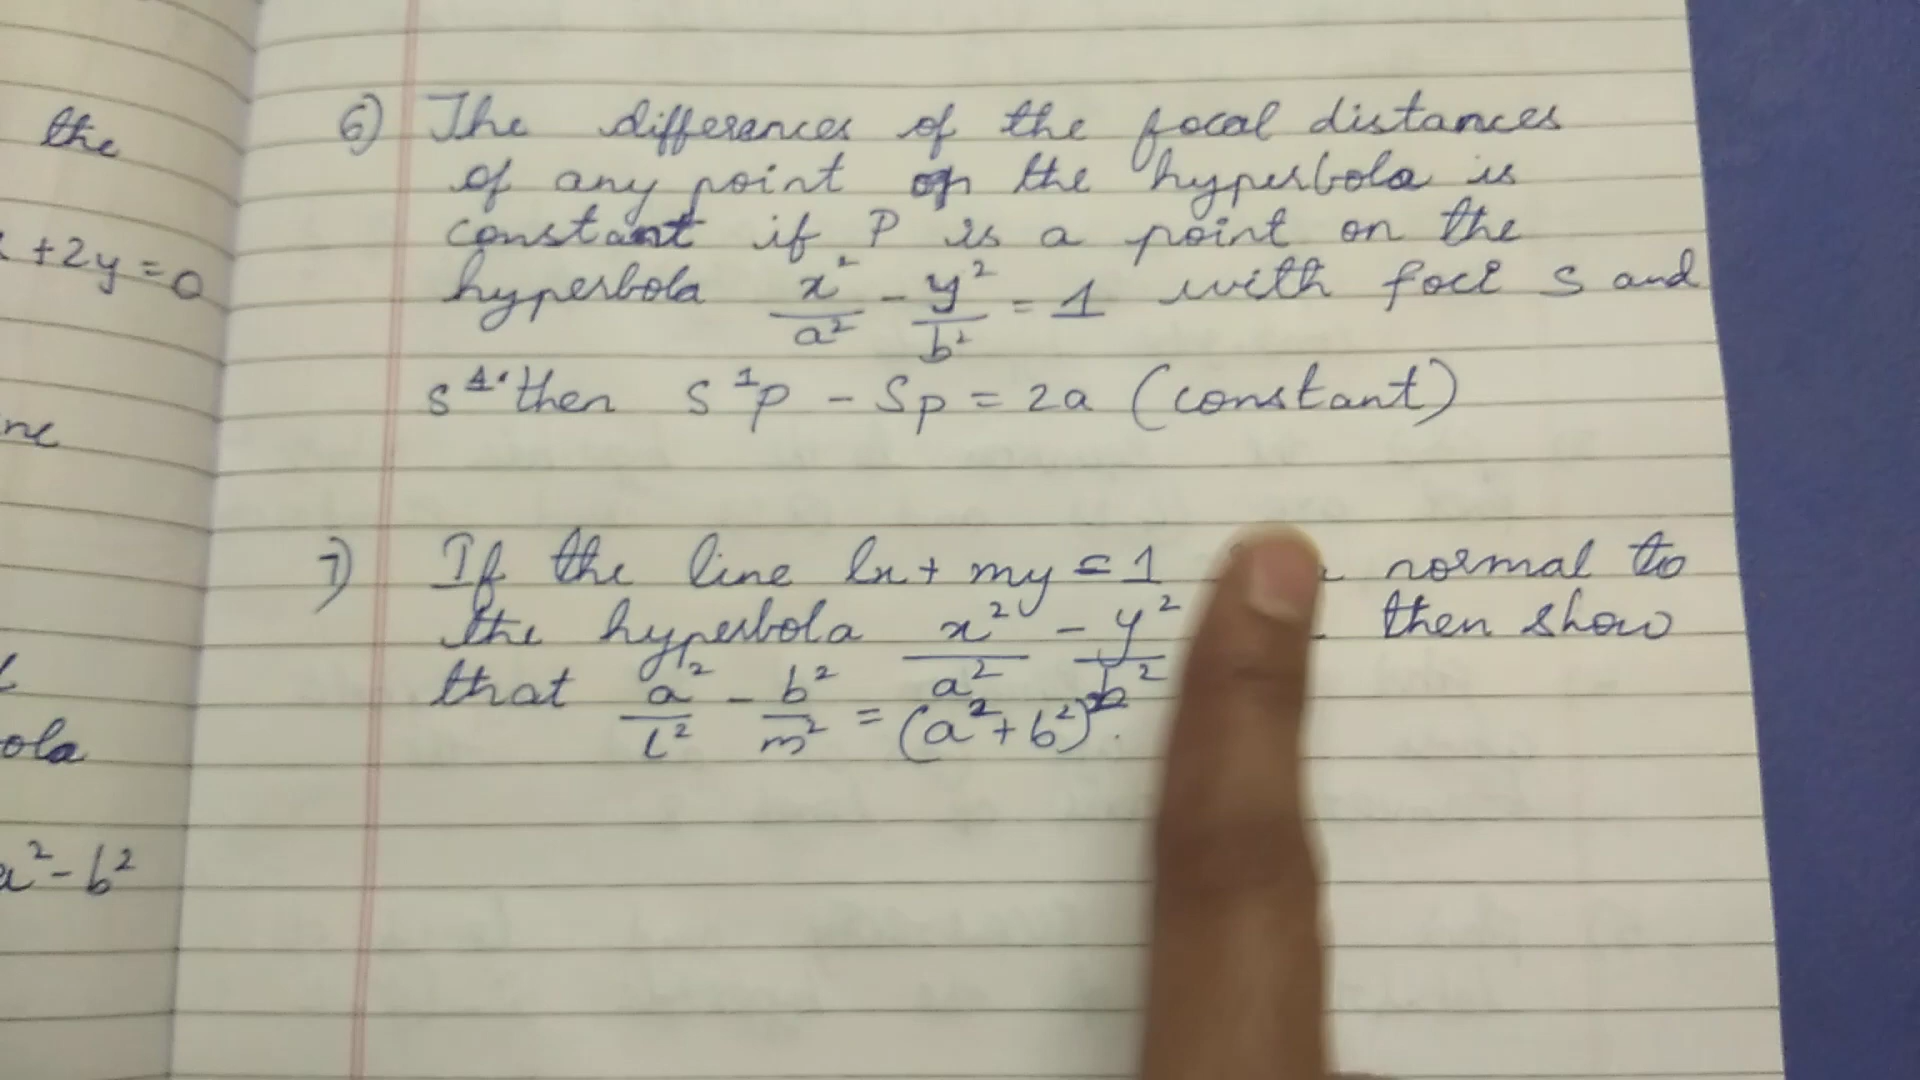 the
+2y=0
ne
ola
a² - b²
6) The differences of the focal distances
of any point on the hyperbola is
constant if P is a point on the
hyperbola x²/a² - y²/b² = 1 with foci S and
S¹ then S¹p - Sp = 2a (constant)
7) If the line lx + my = 1 normal to
the hyperbola x²/a² - y²/b² then show
that a²/l² - b²/m² = (a² + b²)².